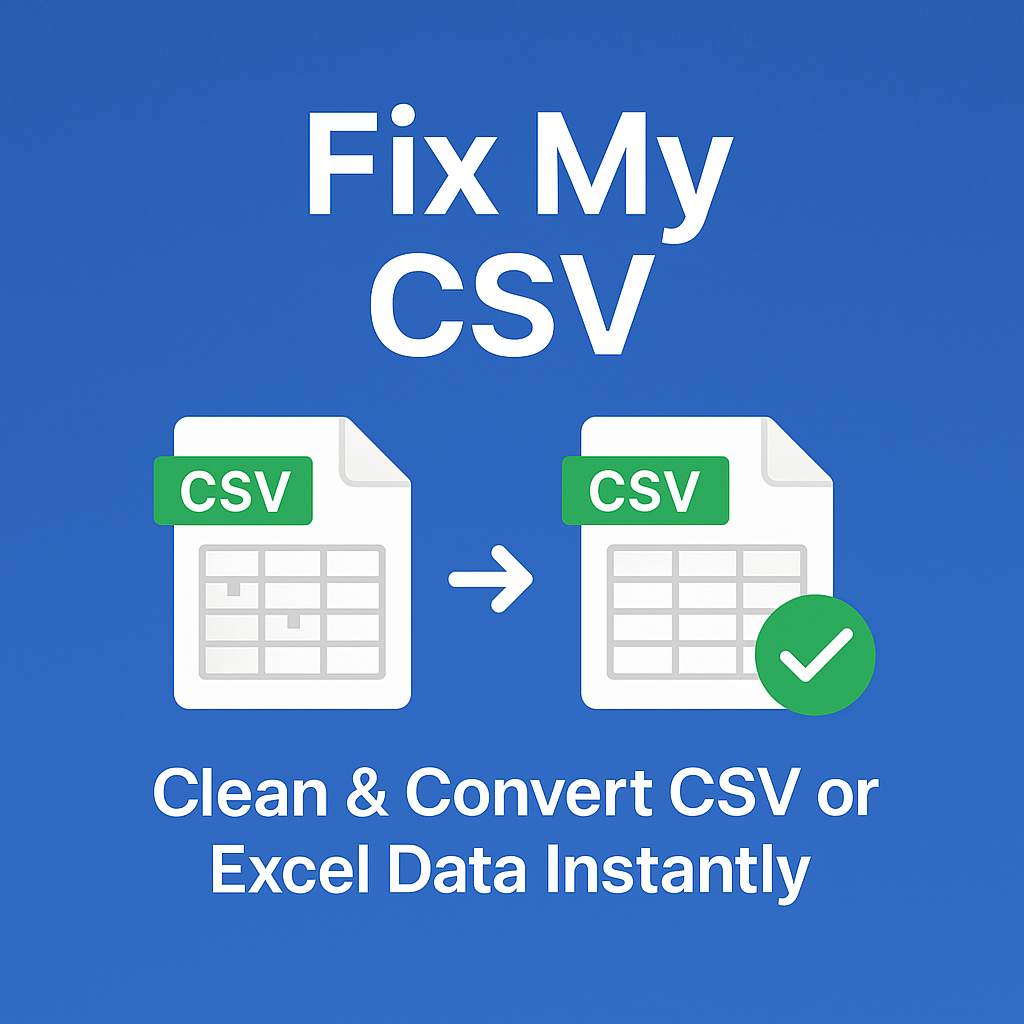 Fix My
CSV
CSV
CSV
Clean & Convert CSV or
Excel Data Instantly